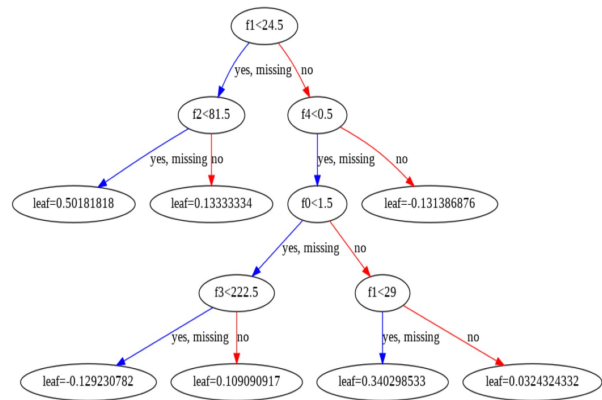 f1<24.5
yes, missing no
f2<81.5 f4<0.5
yes, missing no yes, missing no
leaf=0.50181818 leaf=0.13333334 f0<1.5 leaf=-0.131386876
yes, missing no
f3<222.5 f1<29
yes, missing no yes, missing no
leaf=-0.129230782 leaf=0.109090917 leaf=0.340298533 leaf=0.0324324332